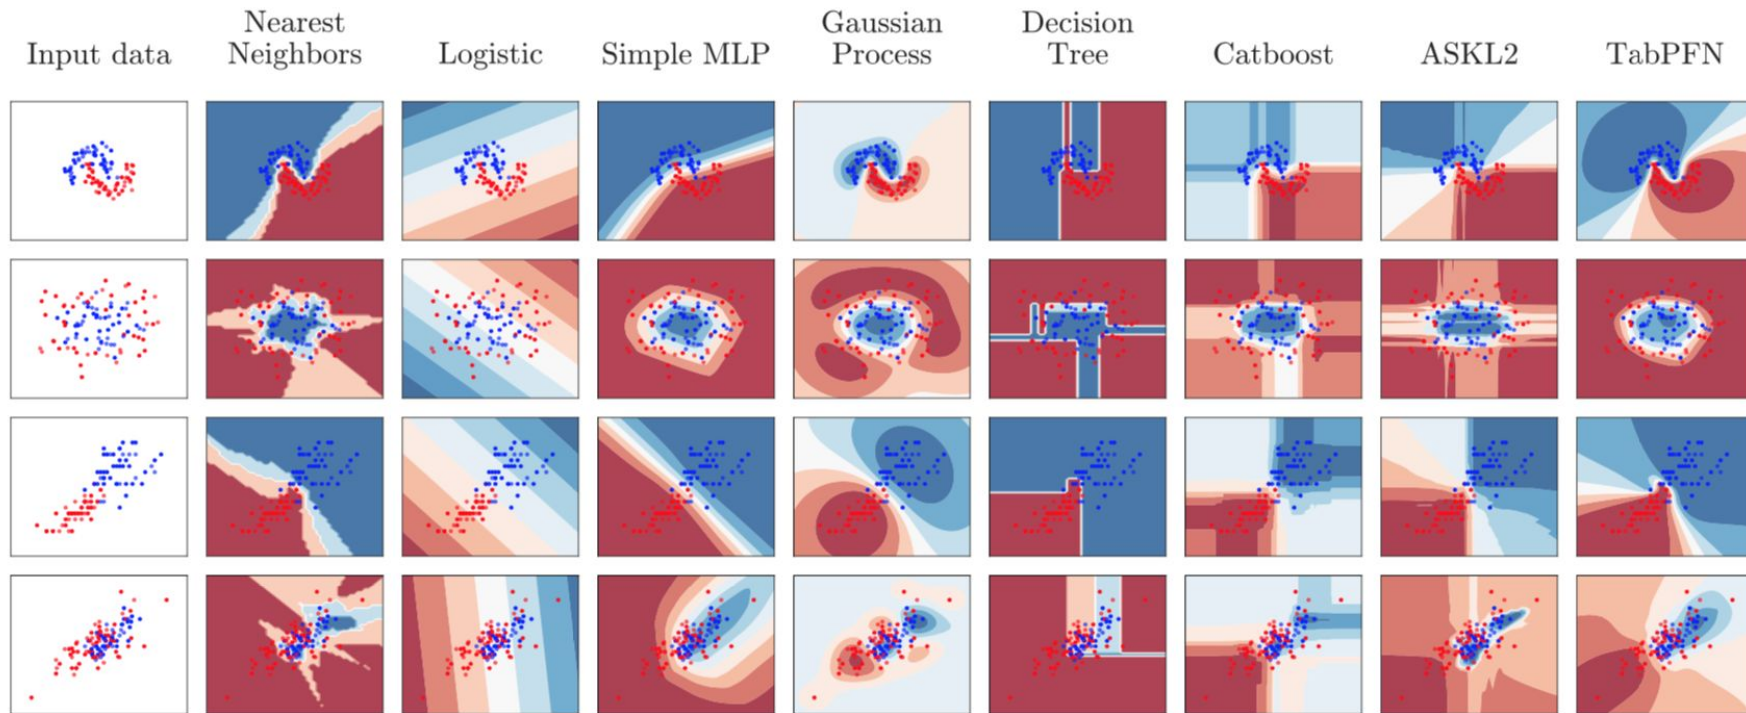 Input data
Nearest
Neighbors
Logistic
Simple MLP
Gaussian
Process
Decision
Tree
Catboost
ASKL2
TabPFN